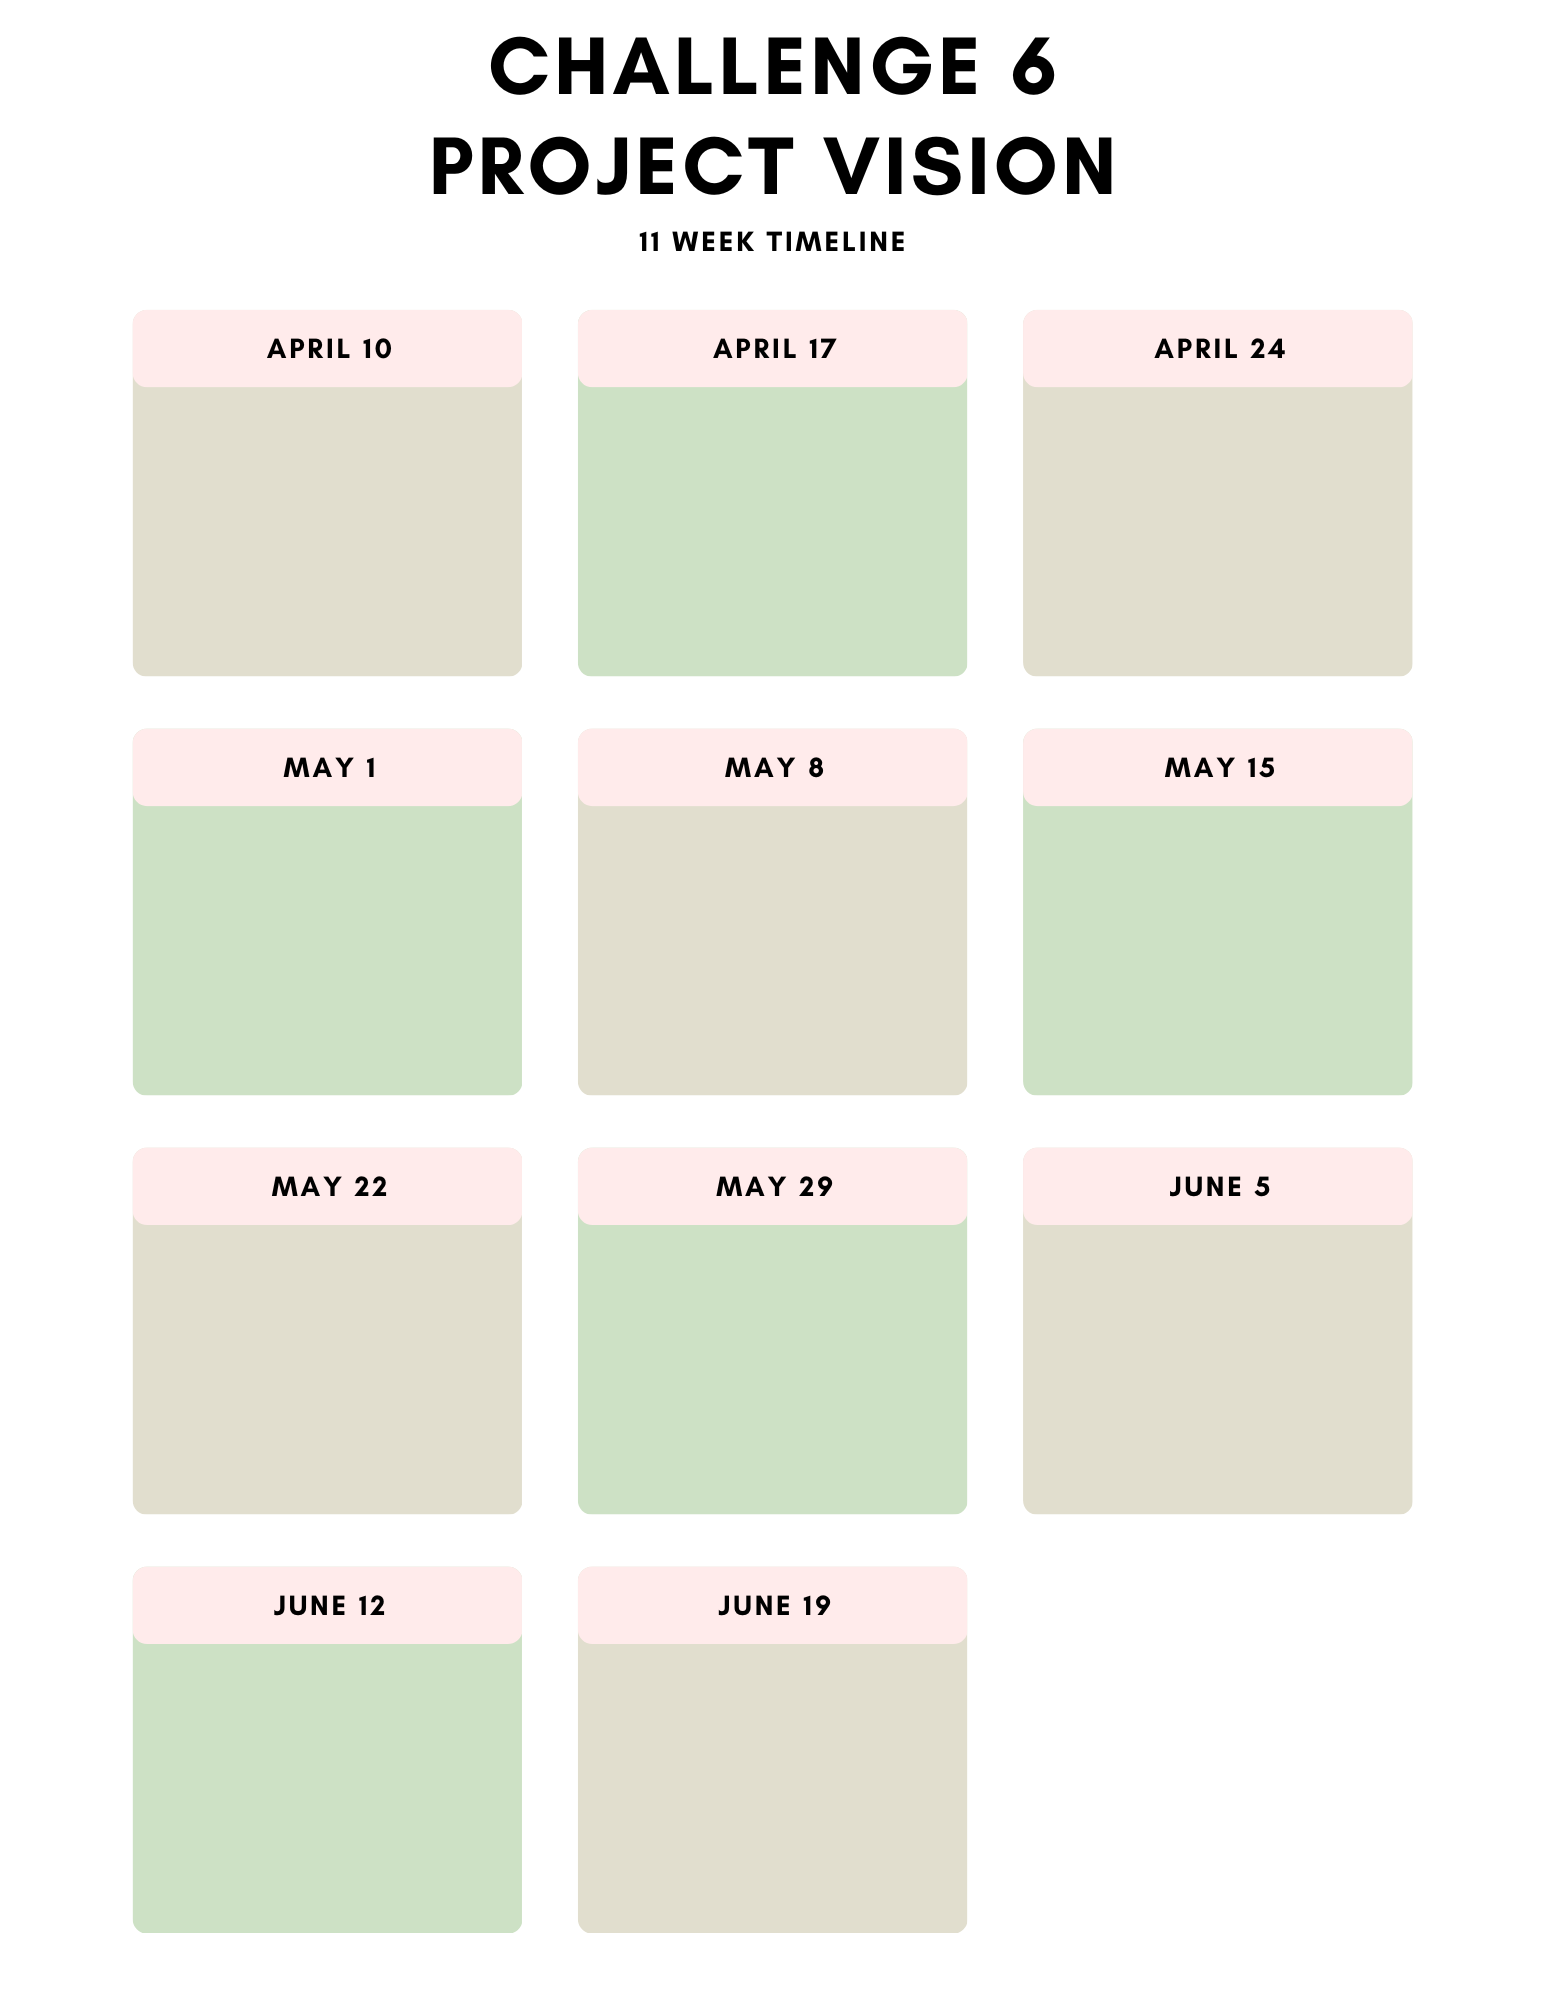 CHALLENGE 6
PROJECT VISION
11 WEEK TIMELINE
APRIL 10
APRIL 17
APRIL 24
MAY 1
MAY 8
MAY 15
MAY 22
MAY 29
JUNE 5
JUNE 12
JUNE 19